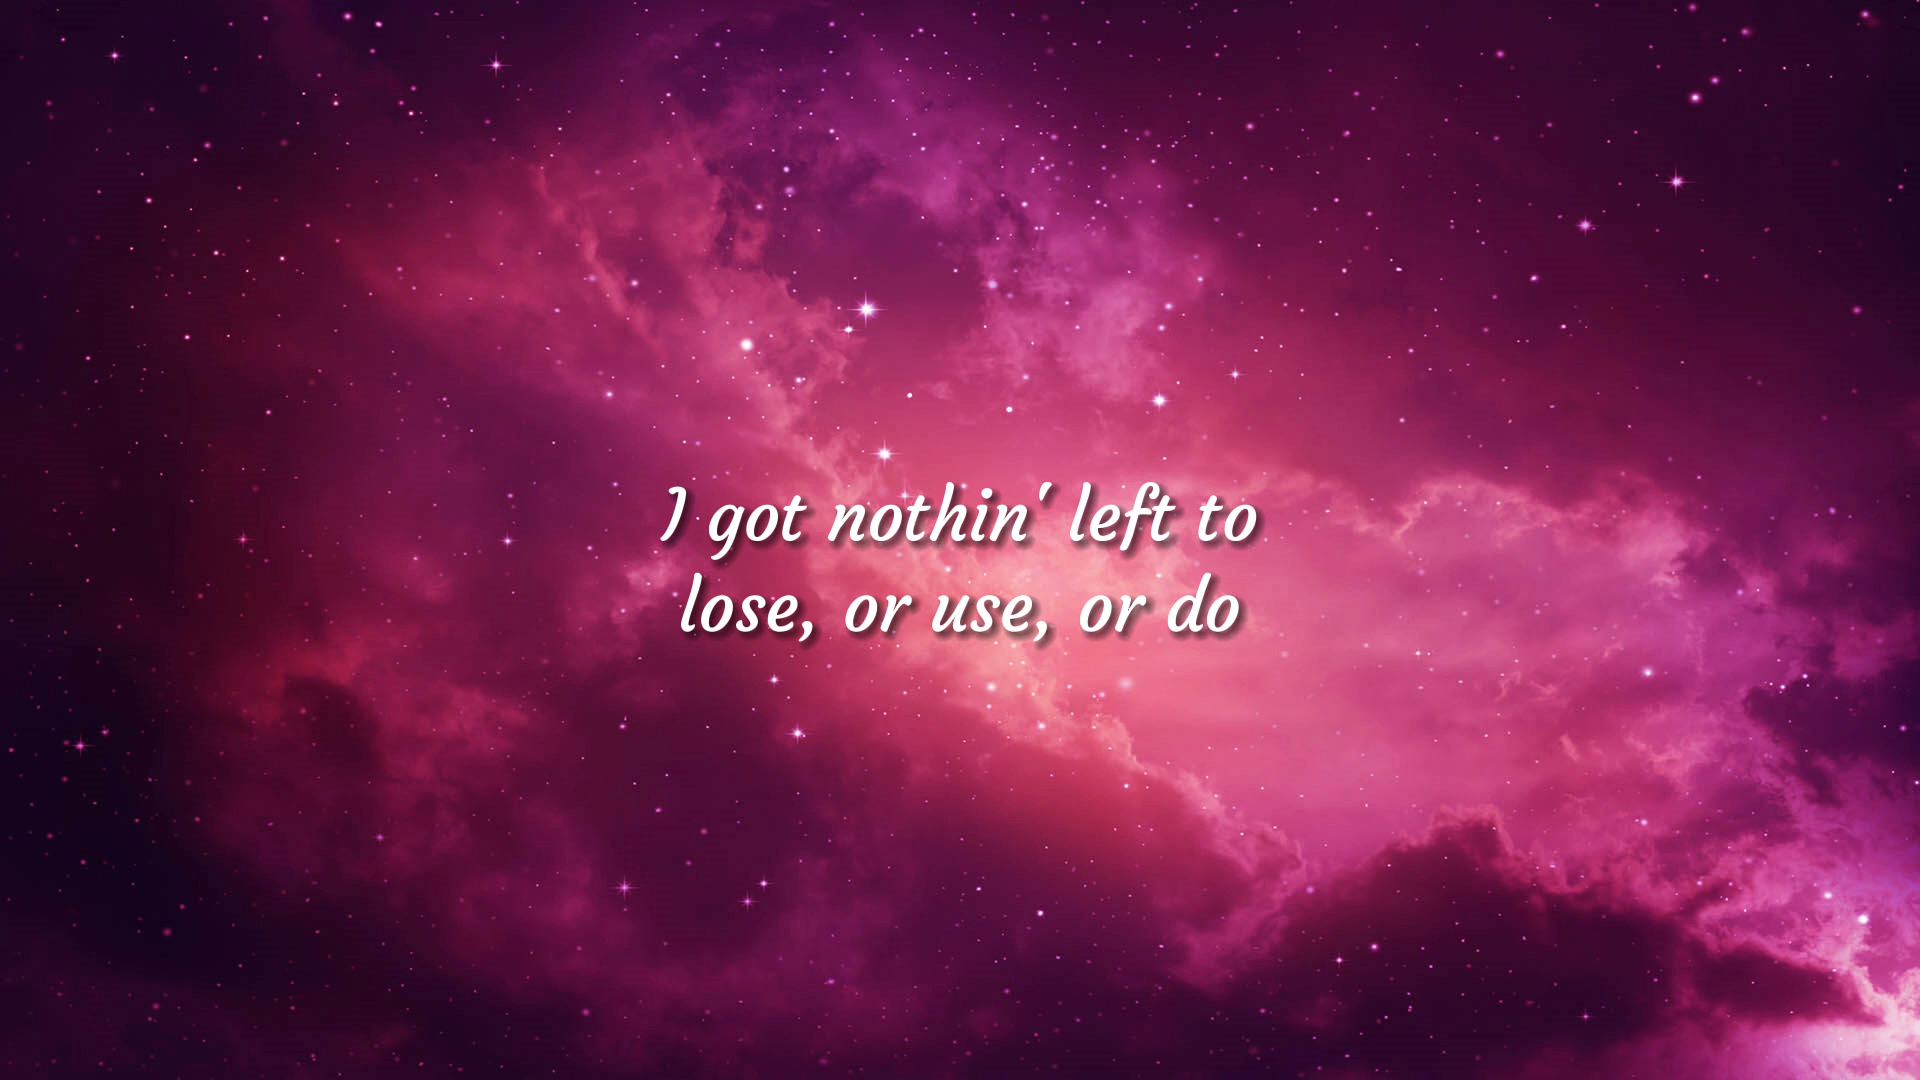 I got nothin' left to
lose, or use, or do